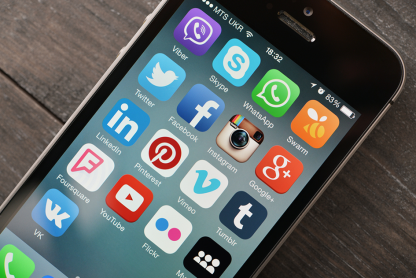 MTS UKR
18:32
83%
Viber
Skype
WhatsApp
Swarm
Twitter
Facebook
Instagram
Google+
LinkedIn
Pinterest
Vimeo
Tumblr
Foursquare
YouTube
Flickr
My
VK